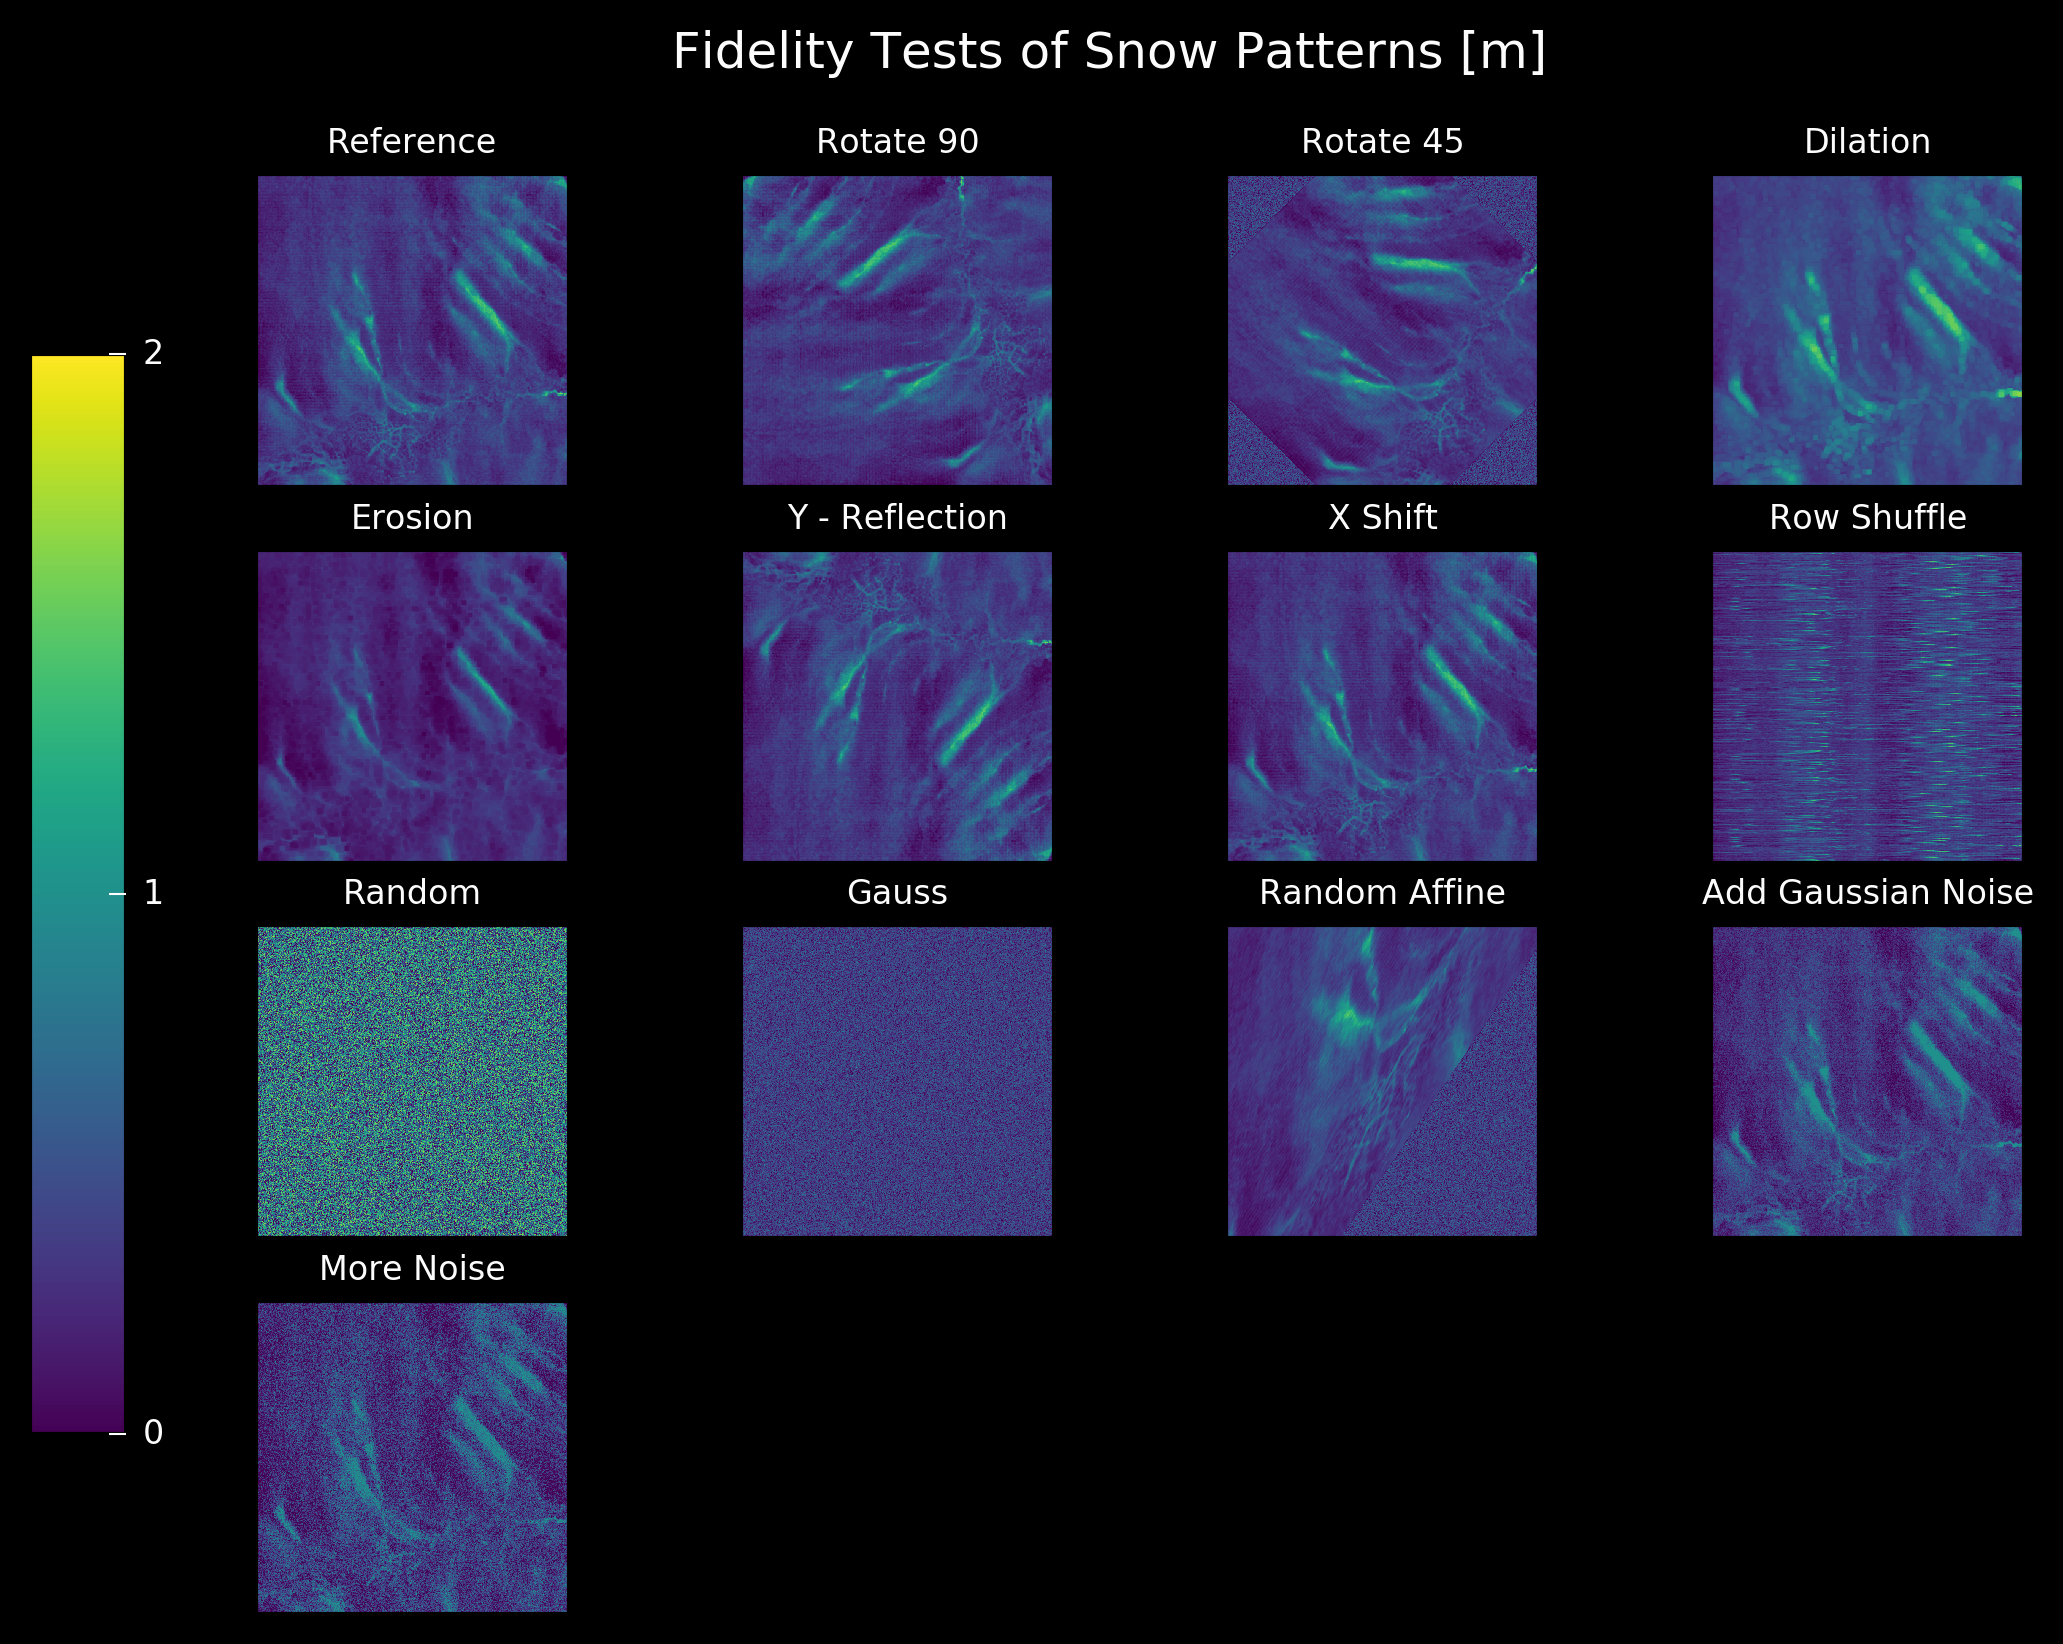 Fidelity Tests of Snow Patterns [m]
Reference
Rotate 90
Rotate 45
Dilation
Erosion
Y - Reflection
X Shift
Row Shuffle
Random
Gauss
Random Affine
Add Gaussian Noise
More Noise
2
1
0